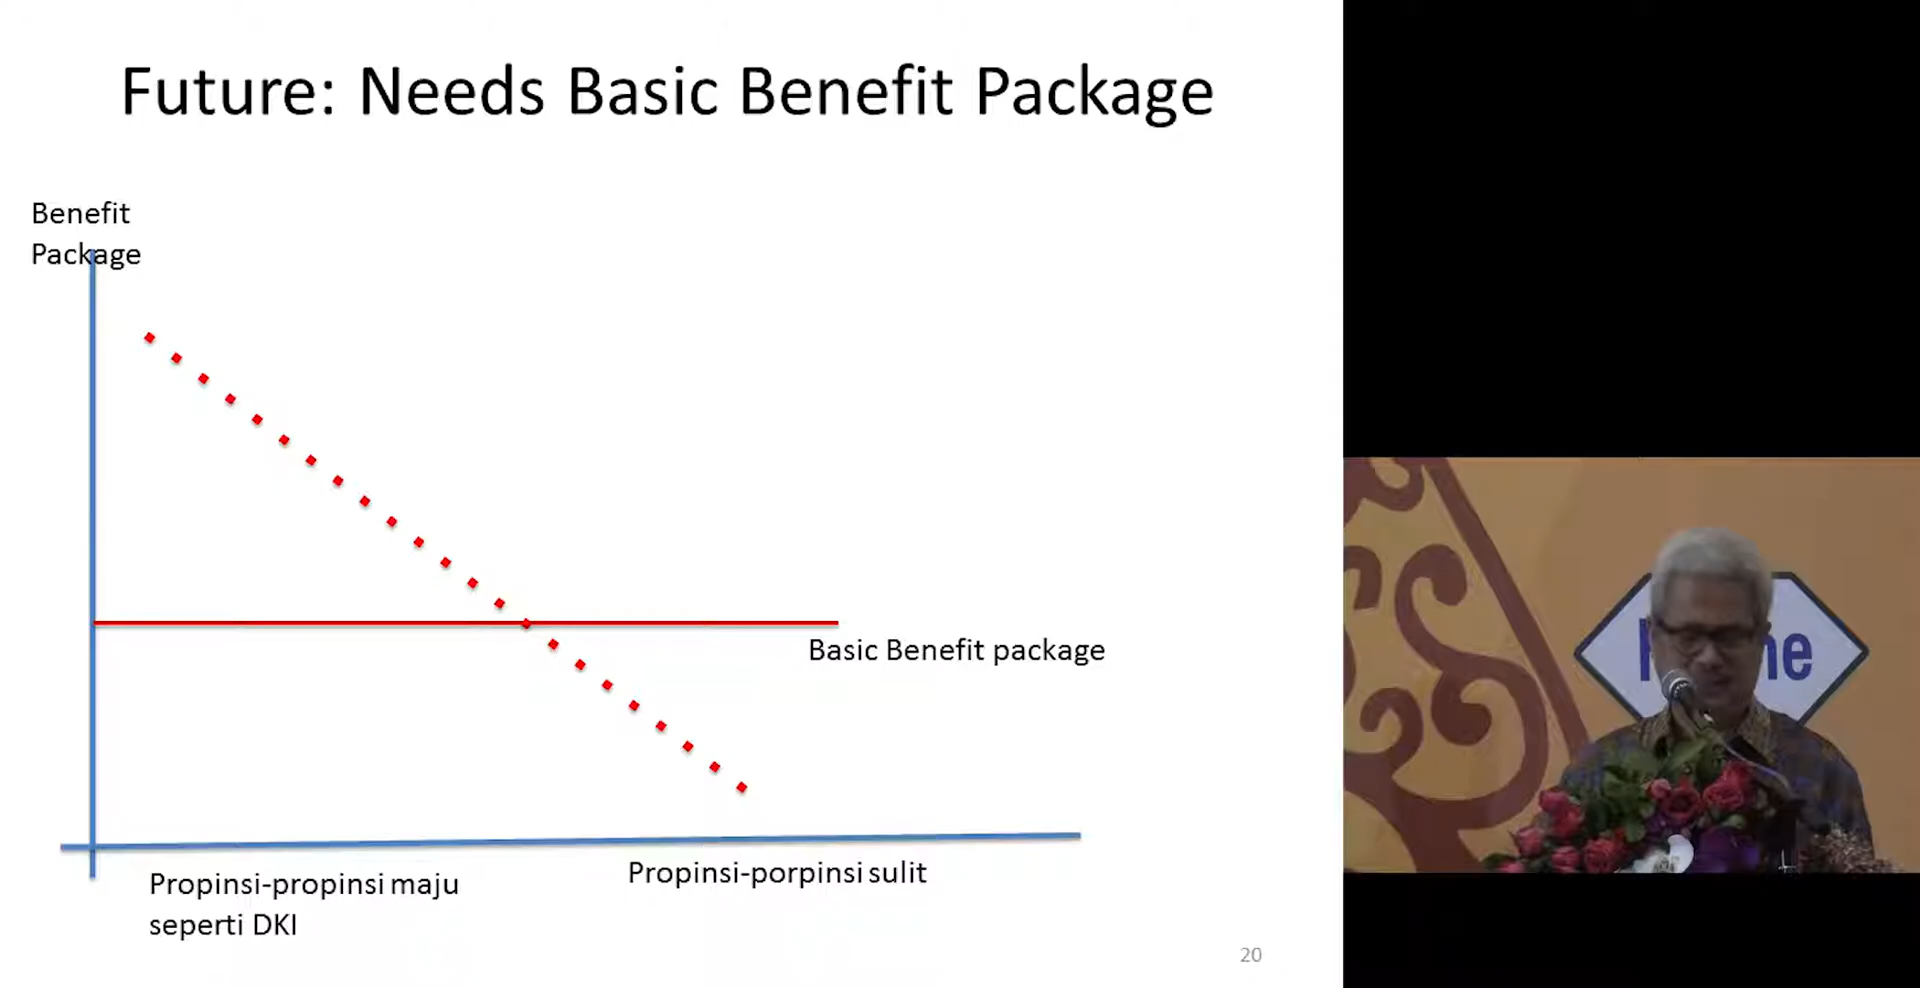 Future: Needs Basic Benefit Package
Benefit
Package
Basic Benefit package
Propinsi-propinsi maju
seperti DKI
Propinsi-porpinsi sulit
20